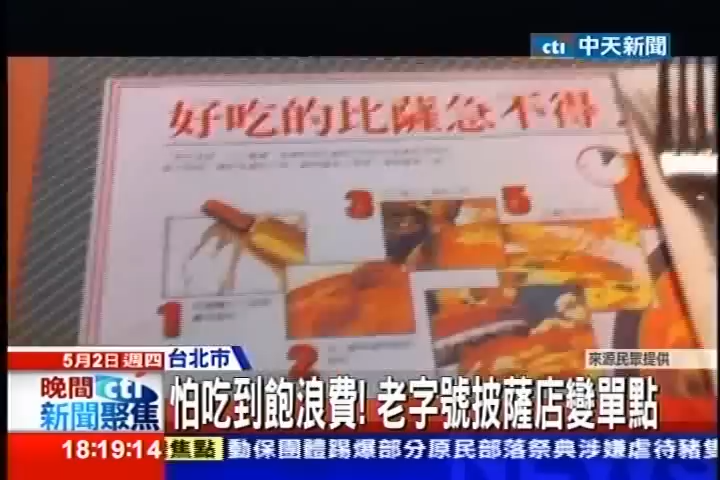 cti 中天新聞
好吃的比薩急不得
3
5
1
2
5月2日週四 台北市
來源民眾提供
晚間 cti
新聞聚焦
怕吃到飽浪費! 老字號披薩店變單點
18:19:14 焦點 動保團體踢爆部分原民部落祭典涉嫌虐待豬隻
NEWS